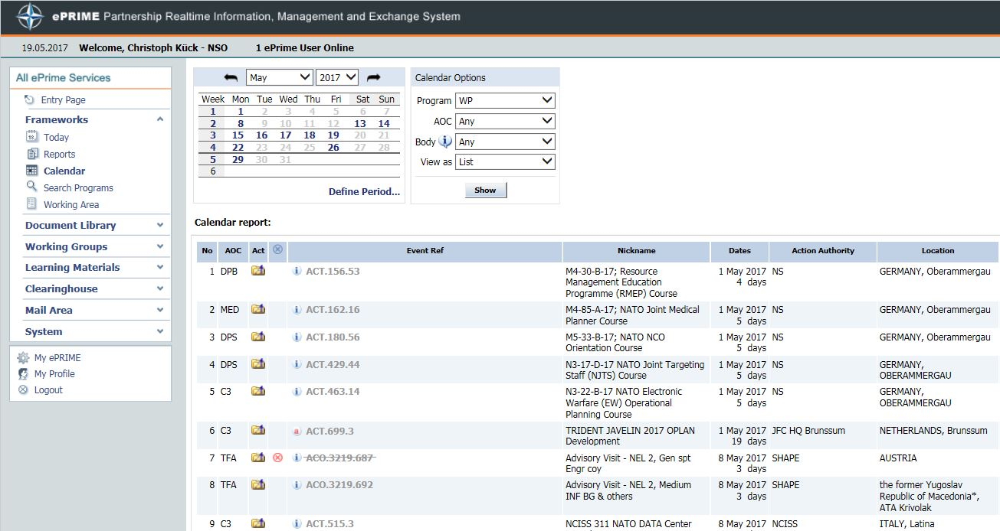 ePRIME Partnership Realtime Information, Management and Exchange System
19.05.2017 Welcome, Christoph Kück - NSO 1 ePrime User Online
All ePrime Services
Entry Page
Frameworks
Today
Reports
Calendar
Search Programs
Working Area
Document Library
Working Groups
Learning Materials
Clearinghouse
Mail Area
System
My ePRIME
My Profile
Logout
May 2017
Week Mon Tue Wed Thu Fri Sat Sun
1 1 2 3 4 5 6 7
2 8 9 10 11 12 13 14
3 15 16 17 18 19 20 21
4 22 23 24 25 26 27 28
5 29 30 31
6
Define Period...
Calendar Options
Program WP
AOC Any
Body Any
View as List
Show
Calendar report:
No AOC Act Event Ref Nickname Dates Action Authority Location
1 DPB ACT.156.53 M4-30-B-17; Resource 1 May 2017 NS GERMANY, Oberammergau
Management Education 4 days
Programme (RMEP) Course
2 MED ACT.162.16 M4-85-A-17; NATO Joint Medical 1 May 2017 NS GERMANY, Oberammergau
Planner Course 5 days
3 DPS ACT.180.56 M5-33-B-17; NATO NCO 1 May 2017 NS GERMANY, Oberammergau
Orientation Course 5 days
4 DPS ACT.429.44 N3-17-D-17 NATO Joint Targeting 1 May 2017 NS GERMANY,
Staff (NJTS) Course 5 days OBERAMMERGAU
5 C3 ACT.463.14 N3-22-B-17 NATO Electronic 1 May 2017 NS GERMANY,
Warfare (EW) Operational 5 days OBERAMMERGAU
Planning Course
6 C3 ACT.699.3 TRIDENT JAVELIN 2017 OPLAN 1 May 2017 JFC HQ Brunssum NETHERLANDS, Brunssum
Development 19 days
7 TFA ACO.3219.687 Advisory Visit - NEL 2, Gen spt 8 May 2017 SHAPE AUSTRIA
Engr coy 3 days
8 TFA ACO.3219.692 Advisory Visit - NEL 2, Medium 8 May 2017 SHAPE the former Yugoslav
INF BG & others 3 days Republic of Macedonia*,
ATA Krivolak
9 C3 ACT.515.3 NCISS 311 NATO DATA Center 8 May 2017 NCISS ITALY, Latina